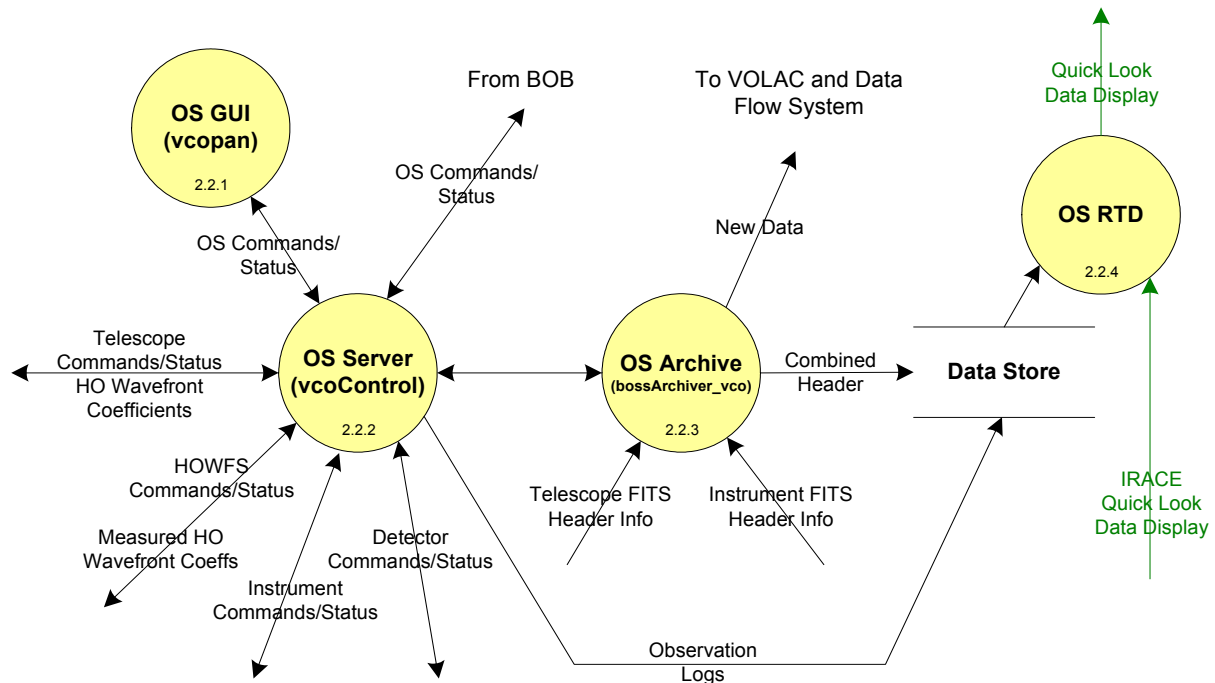 OS GUI
(vcopan)
2.2.1
From BOB
To VOLAC and Data
Flow System
Quick Look
Data Display
OS Commands/
Status
OS Commands/
Status
New Data
OS RTD
2.2.4
Telescope
Commands/Status
HO Wavefront
Coefficients
OS Server
(vcoControl)
2.2.2
OS Archive
(bossArchiver_vco)
2.2.3
Combined
Header
Data Store
HOWFS
Commands/Status
Measured HO
Wavefront Coeffs
Instrument
Commands/Status
Detector
Commands/Status
Telescope FITS
Header Info
Instrument FITS
Header Info
IRACE
Quick Look
Data Display
Observation
Logs